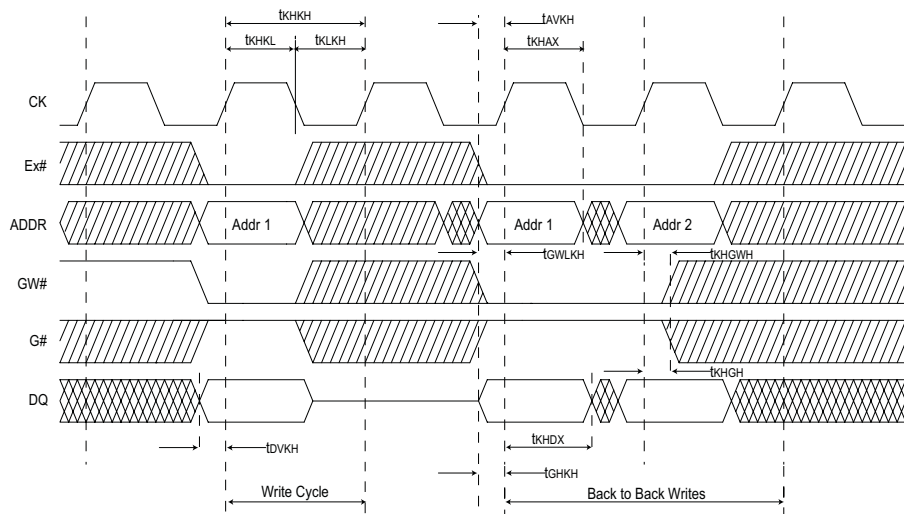 tKHKH
tAVKH
tKHKL
tKLKH
tKHAX
CK
Ex#
ADDR
Addr 1
Addr 1
Addr 2
tGWLKH
tKHGWH
GW#
G#
tKHGH
DQ
tDVKH
tKHDX
tGHKH
Write Cycle
Back to Back Writes